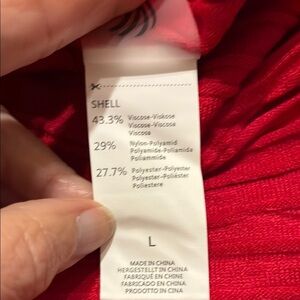 SHELL
43.3% Viscose-Viskose
Viscose-Viscosa
Viscosa
29% Nylon-Polyamid
Polyamide-Poliamida
Poliammide
27.7% Polyester-Polyester
Polyester-Poliéster
Poliestere
L
MADE IN CHINA
HERGESTELLT IN CHINA
FABRIQUÉ EN CHINE
FABRICADO EN CHINA
PRODOTTO IN CINA